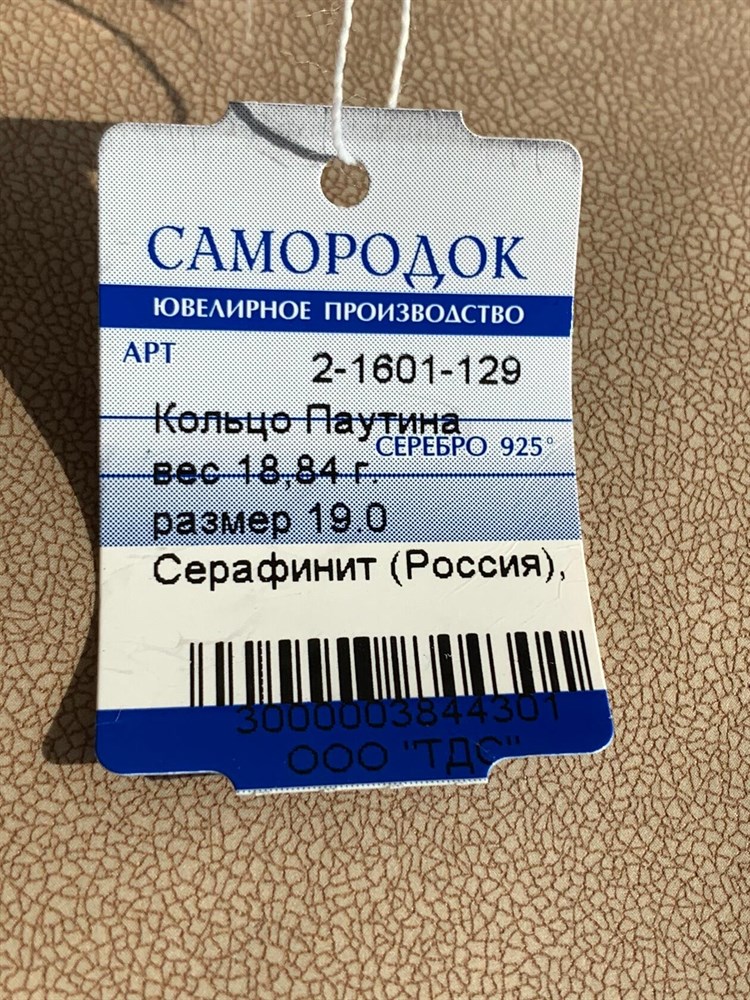 САМОРОДОК
ЮВЕЛИРНОЕ ПРОИЗВОДСТВО
АРТ 2-1601-129
Кольцо Паутина
СЕРЕБРО 925°
вес 18,84 г.
размер 19.0
Серафинит (Россия),
3000003844301
ООО "ТДС"